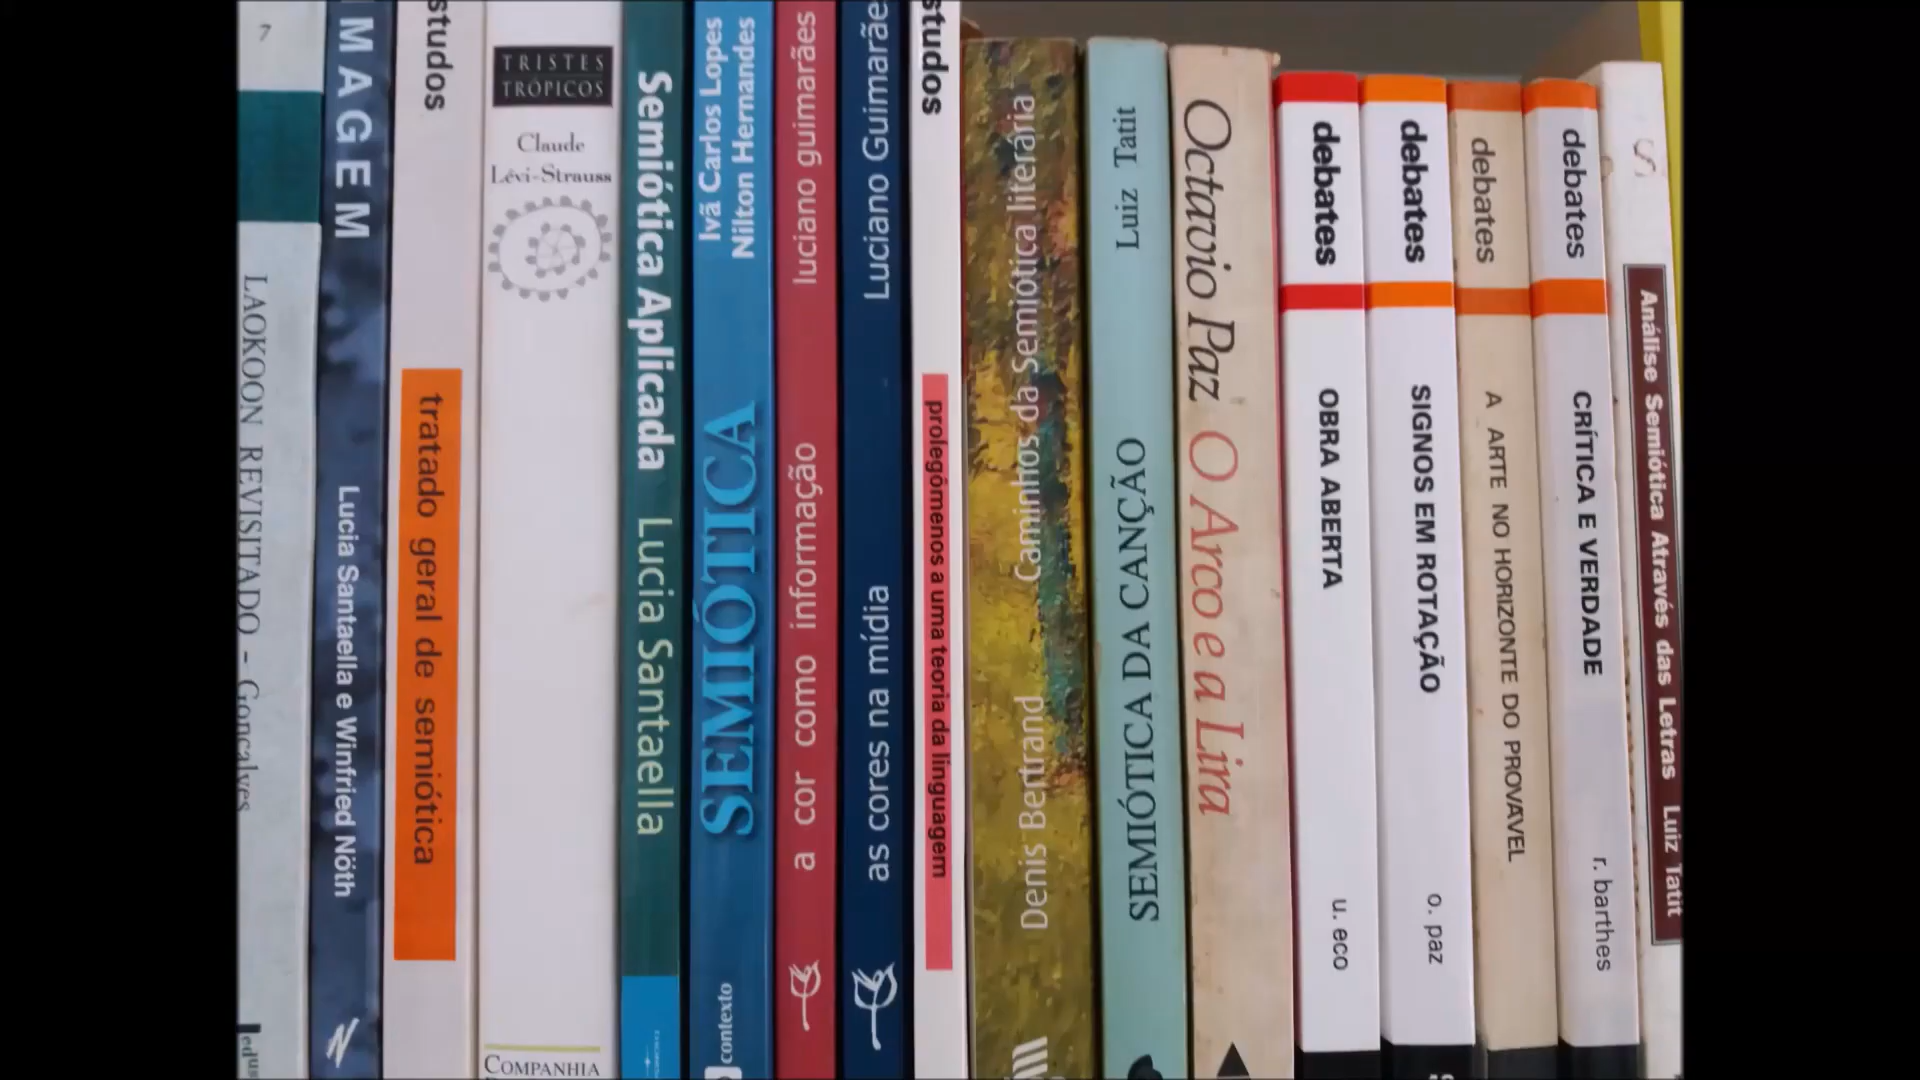 7
LAOKOON REVISITADO - Gonçalves
edus
MAGEM
Lucia Santaella e Winfried Nöth
studos
tratado geral de semiótica
TRISTES
TRÓPICOS
Claude
Lévi-Strauss
COMPANHIA
Semiótica Aplicada Lucia Santaella
Ivã Carlos Lopes
Nilton Hernandes
SEMIÓTICA
contexto
a cor como informação luciano guimarães
as cores na mídia Luciano Guimarãe
studos
prolegômenos a uma teoria da linguagem
Denis Bertrand Caminhos da Semiótica literária
SEMIÓTICA DA CANÇÃO Luiz Tatit
Octavio Paz O Arco e a Lira
debates
OBRA ABERTA
u. eco
debates
SIGNOS EM ROTAÇÃO
o. paz
debates
A ARTE NO HORIZONTE DO PROVÁVEL
debates
CRÍTICA E VERDADE
r. barthes
Análise Semiótica Através das Letras Luiz Tatit